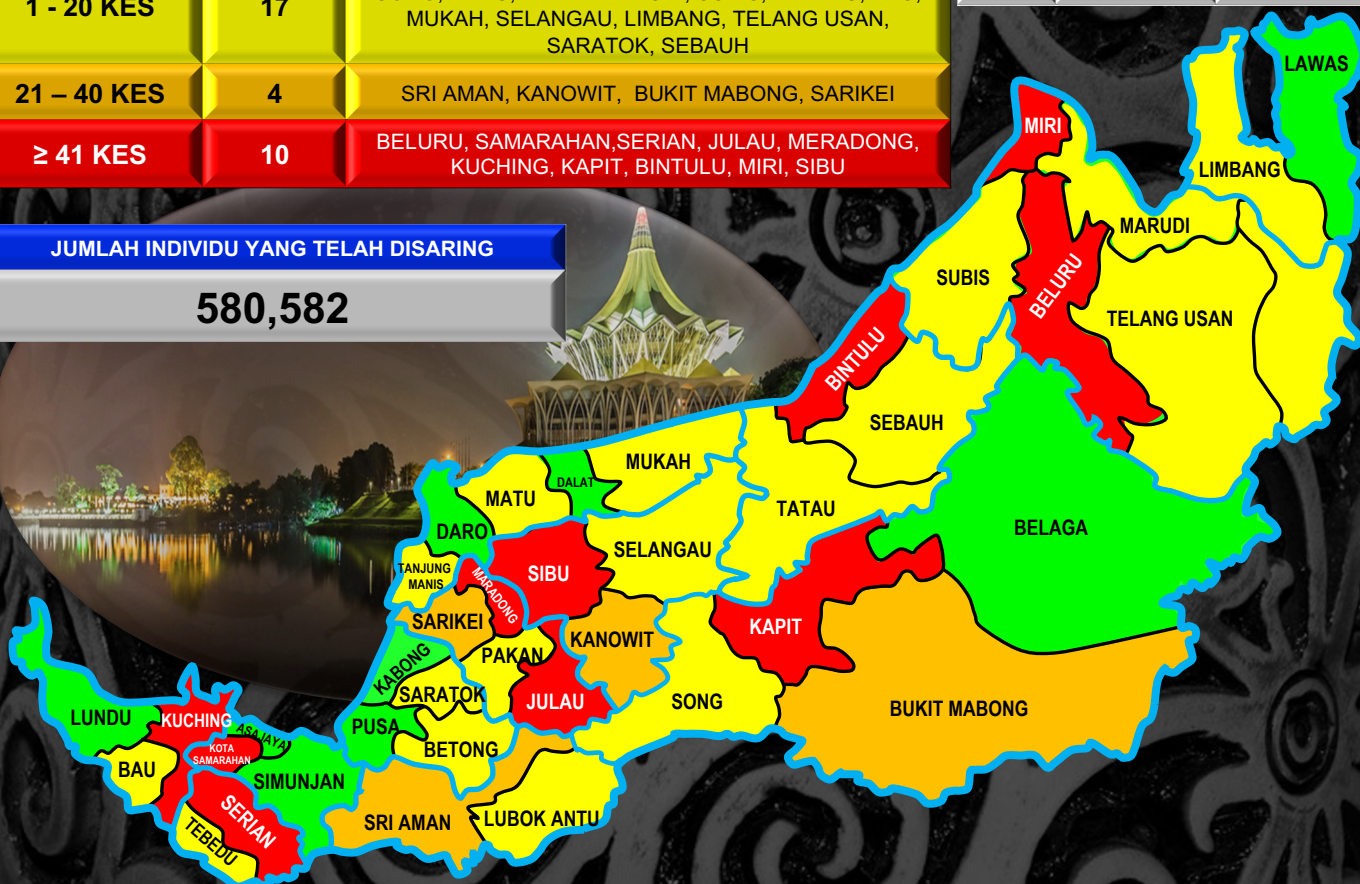 1 - 20 KES
17
MUKAH, SELANGAU, LIMBANG, TELANG USAN,
SARATOK, SEBAUH
21 – 40 KES
4
SRI AMAN, KANOWIT, BUKIT MABONG, SARIKEI
≥ 41 KES
10
BELURU, SAMARAHAN,SERIAN, JULAU, MERADONG,
KUCHING, KAPIT, BINTULU, MIRI, SIBU
JUMLAH INDIVIDU YANG TELAH DISARING
580,582
LAWAS
MIRI
LIMBANG
MARUDI
SUBIS
BELURU
TELANG USAN
BINTULU
SEBAUH
MUKAH
DALAT
MATU
TATAU
BELAGA
DARO
SELANGAU
TANJUNG
MANIS
MARADONG
SIBU
SARIKEI
KAPIT
KANOWIT
PAKAN
KABONG
SARATOK
JULAU
SONG
BUKIT MABONG
LUNDU
KUCHING
PUSA
ASAJAYA
BETONG
KOTA
SAMARAHAN
BAU
SIMUNJAN
SERIAN
SRI AMAN
LUBOK ANTU
TEBEDU